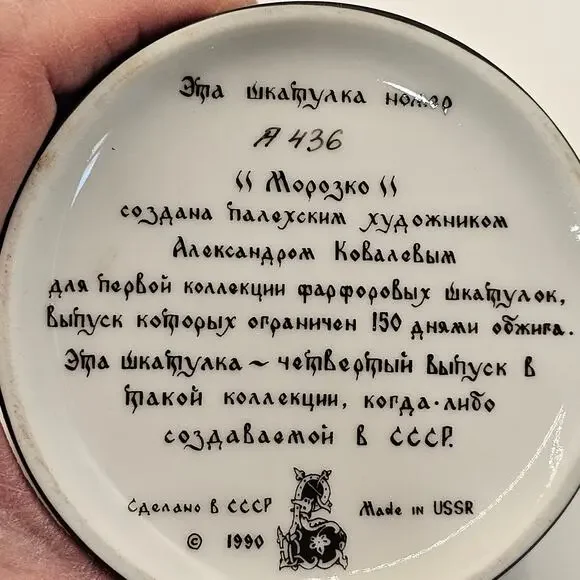 Эта шкатулка номер
А 436
" Морозко "
создана палехским художником
Александром Ковалевым
для первой коллекции фарфоровых шкатулок,
выпуск которых ограничен 150 днями обжига.
Эта шкатулка ~ четвертый выпуск в
такой коллекции, когда-либо
создаваемой в СССР.
Сделано в СССР Made in USSR
© 1990